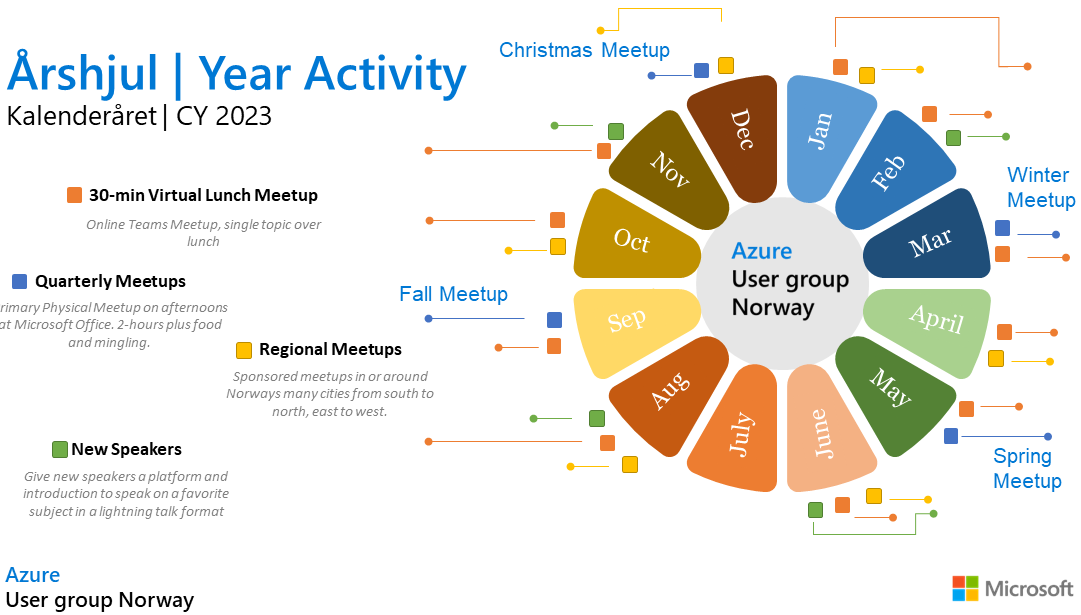 Årshjul | Year Activity
Kalenderåret | CY 2023
30-min Virtual Lunch Meetup
Online Teams Meetup, single topic over
lunch
Quarterly Meetups
rimary Physical Meetup on afternoons
at Microsoft Office. 2-hours plus food
and mingling.
Regional Meetups
Sponsored meetups in or around
Norways many cities from south to
north, east to west.
New Speakers
Give new speakers a platform and
introduction to speak on a favorite
subject in a lightning talk format
Azure
User group Norway
Christmas Meetup
Winter
Meetup
Fall Meetup
Spring
Meetup
Jan
Feb
Mar
April
May
June
July
Aug
Sep
Oct
Nov
Dec
Azure
User group
Norway
Microsoft